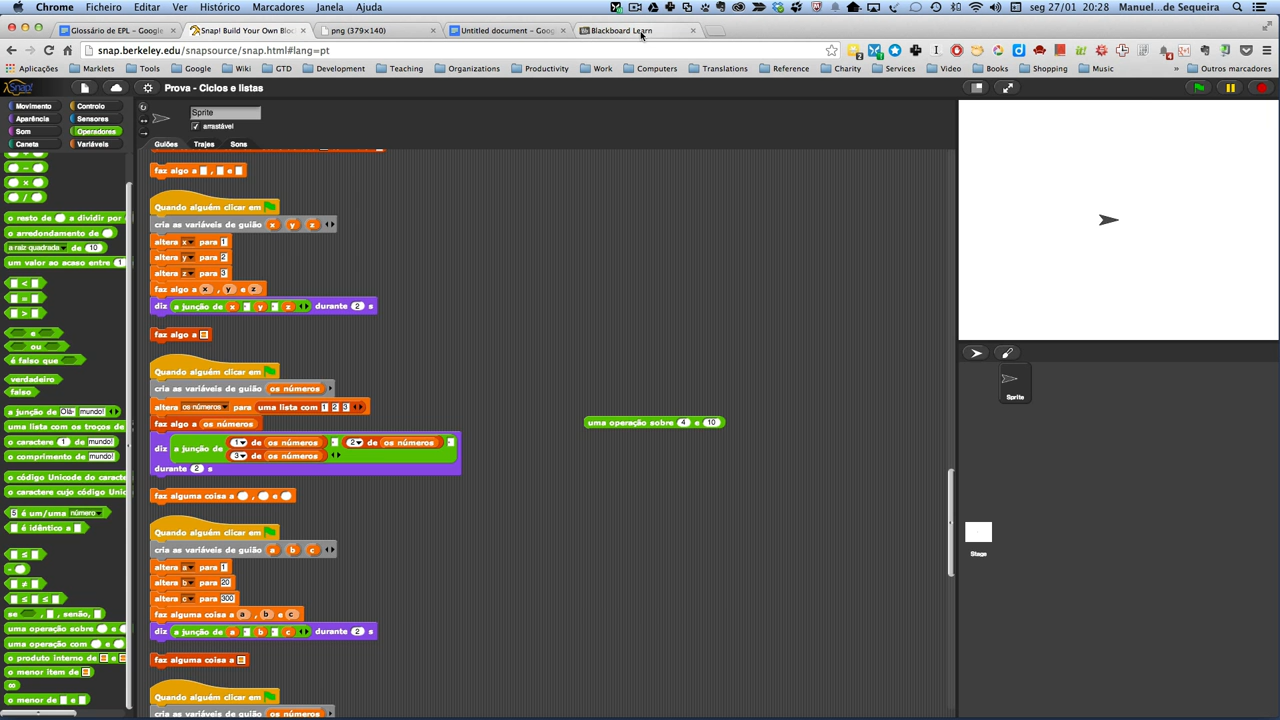 Chrome Ficheiro Editar Ver Histórico Marcadores Janela Ajuda seg 27/01 20:28 Manuel...de Sequeira
Glossário de EPL – Google Snap! Build Your Own Bloc png (379×140) Untitled document – Goog Blackboard Learn
snap.berkeley.edu/snapsource/snap.html#lang=pt
Aplicações Marklets Tools Google Wiki GTD Development Teaching Organizations Productivity Work Computers Translations Reference Charity Services Video Books Shopping Music » Outros marcadores
Prova - Ciclos e listas
Movimento Controlo
Aparência Sensores
Som Operadores
Caneta Variáveis
Sprite
arrastável
Guiões Trajes Sons
−
×
/
o resto de a dividir por
o arredondamento de
a raiz quadrada de 10
um valor ao acaso entre 1
<
=
>
e
ou
é falso que
verdadeiro
falso
a junção de Olá- mundo!
uma lista com os troços de
o caractere 1 de mundo!
o comprimento de mundo!
o código Unicode do caracte
o caractere cujo código Unic
5 é um/uma número
é idêntico a
≤
-
≠
≤ ≤
se , , senão,
uma operação sobre e
uma operação com e
o produto interno de e
o menor item de
∞
o menor de e
faz algo a , e
Quando alguém clicar em
cria as variáveis de guião x y z
altera x para 1
altera y para 2
altera z para 3
faz algo a x , y e z
diz a junção de x y z durante 2 s
faz algo a
Quando alguém clicar em
cria as variáveis de guião os números
altera os números para uma lista com 1 2 3
faz algo a os números
diz a junção de 1 de os números 2 de os números
3 de os números
durante 2 s
faz alguma coisa a , e
Quando alguém clicar em
cria as variáveis de guião a b c
altera a para 1
altera b para 20
altera c para 300
faz alguma coisa a a , b e c
diz a junção de a b c durante 2 s
faz alguma coisa a
Quando alguém clicar em
cria as variáveis de guião os números
uma operação sobre 4 e 10
Sprite
Stage